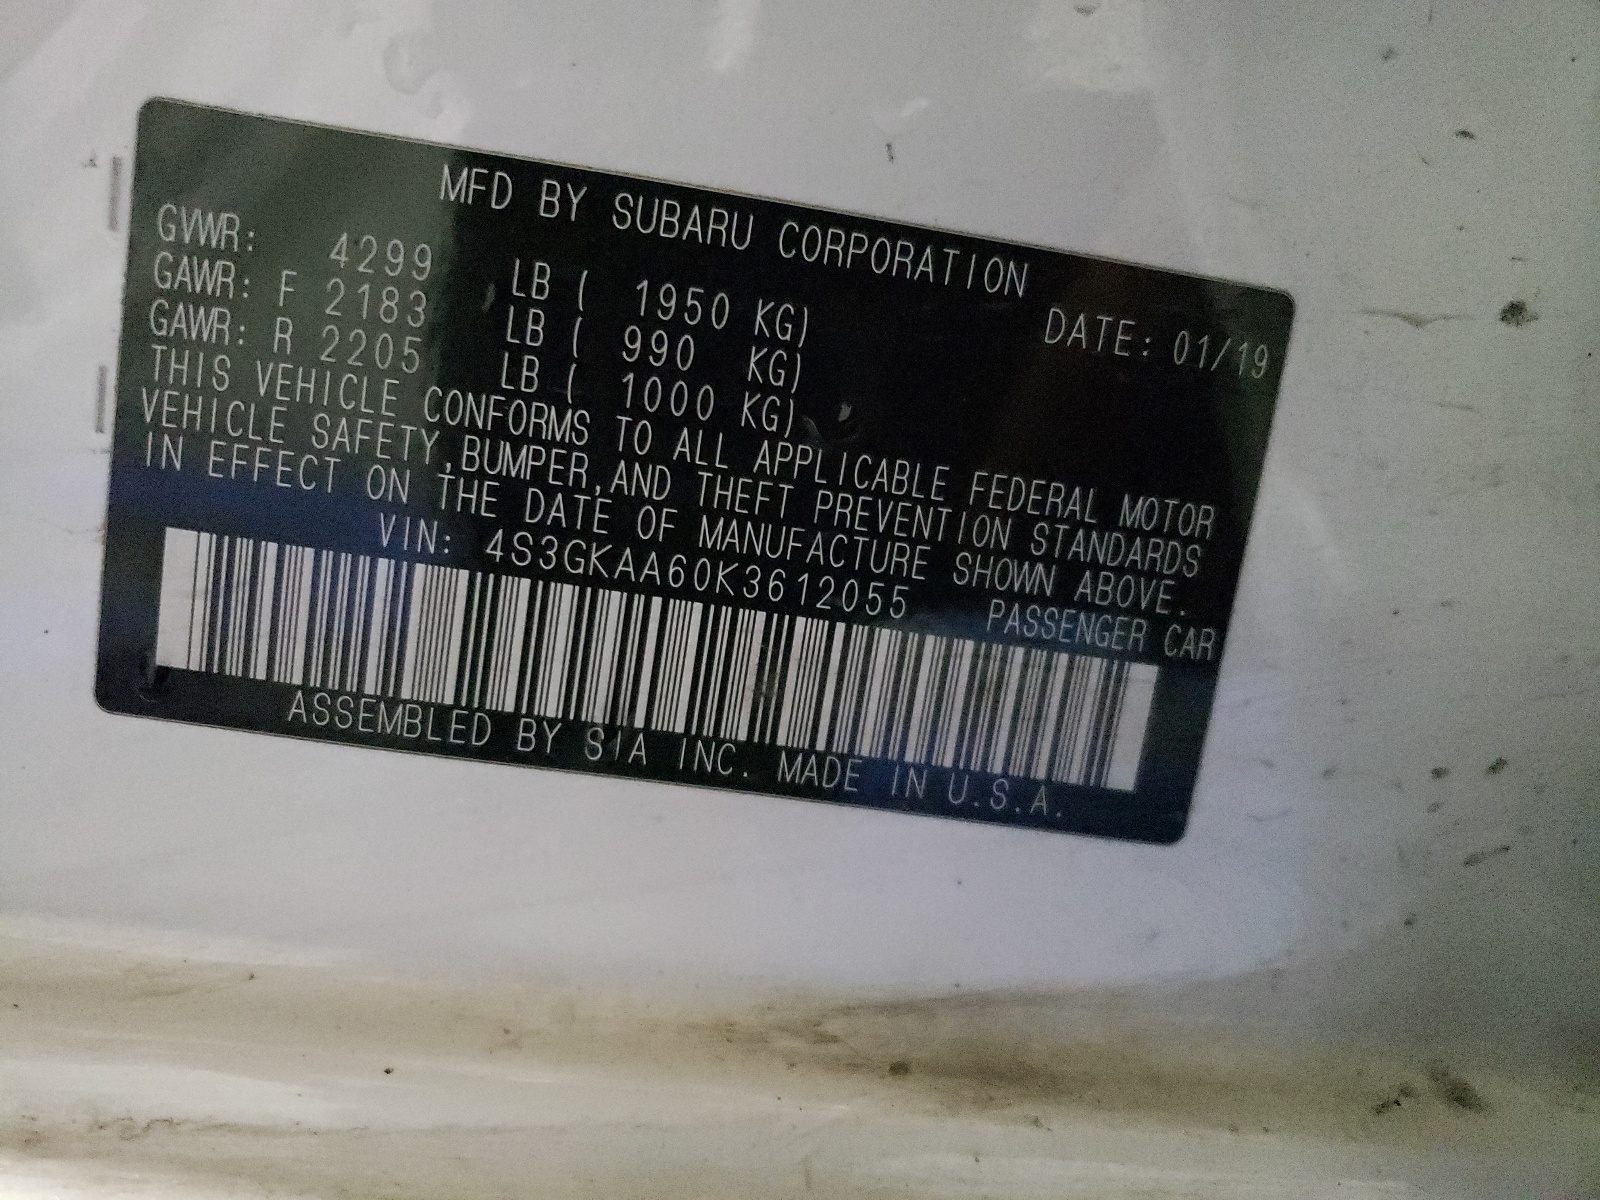 MFD BY SUBARU CORPORATION
GVWR: 4299 LB ( 1950 KG) DATE: 01/19
GAWR: F 2183 LB ( 990 KG)
GAWR: R 2205 LB ( 1000 KG)
THIS VEHICLE CONFORMS TO ALL APPLICABLE FEDERAL MOTOR
VEHICLE SAFETY,BUMPER,AND THEFT PREVENTION STANDARDS
IN EFFECT ON THE DATE OF MANUFACTURE SHOWN ABOVE.
VIN: 4S3GKAA60K3612055 PASSENGER CAR
ASSEMBLED BY SIA INC. MADE IN U.S.A.